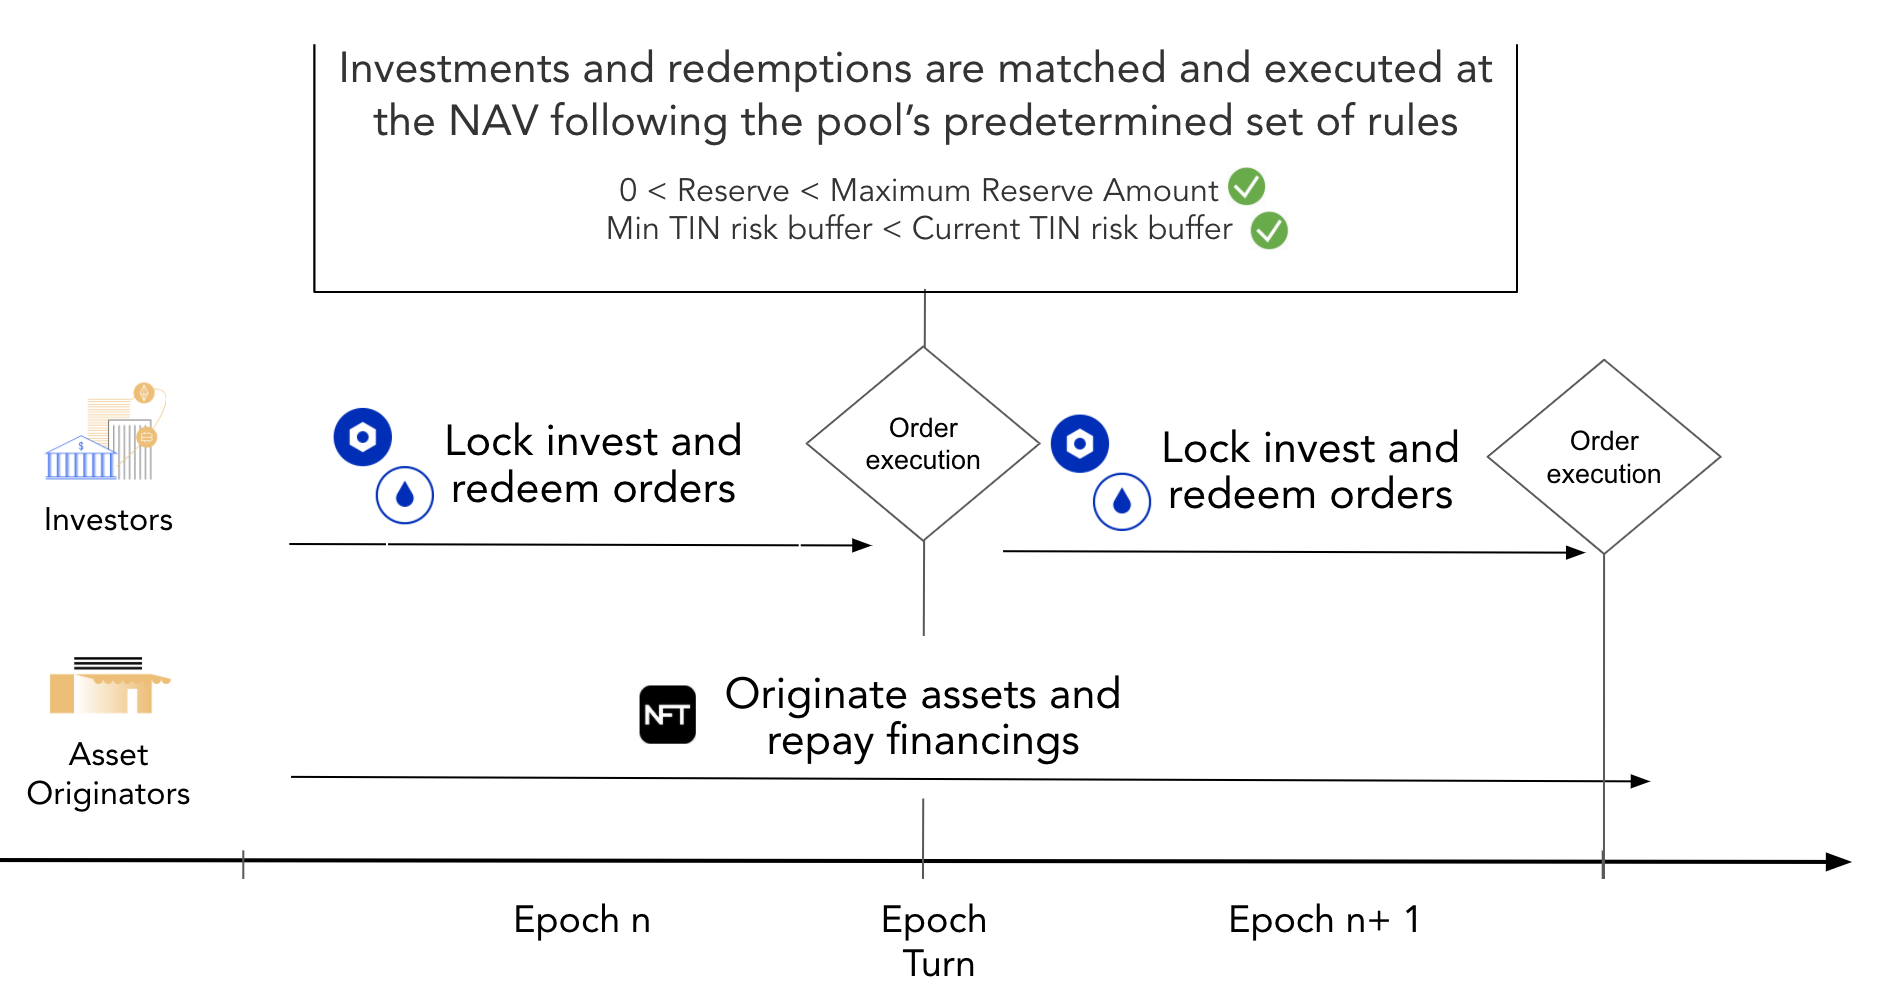 Investments and redemptions are matched and executed at
the NAV following the pool’s predetermined set of rules
0 < Reserve < Maximum Reserve Amount
Min TIN risk buffer < Current TIN risk buffer
$
Investors
Lock invest and
redeem orders
Order
execution
Lock invest and
redeem orders
Order
execution
Asset
Originators
NFT
Originate assets and
repay financings
Epoch n
Epoch
Turn
Epoch n+ 1